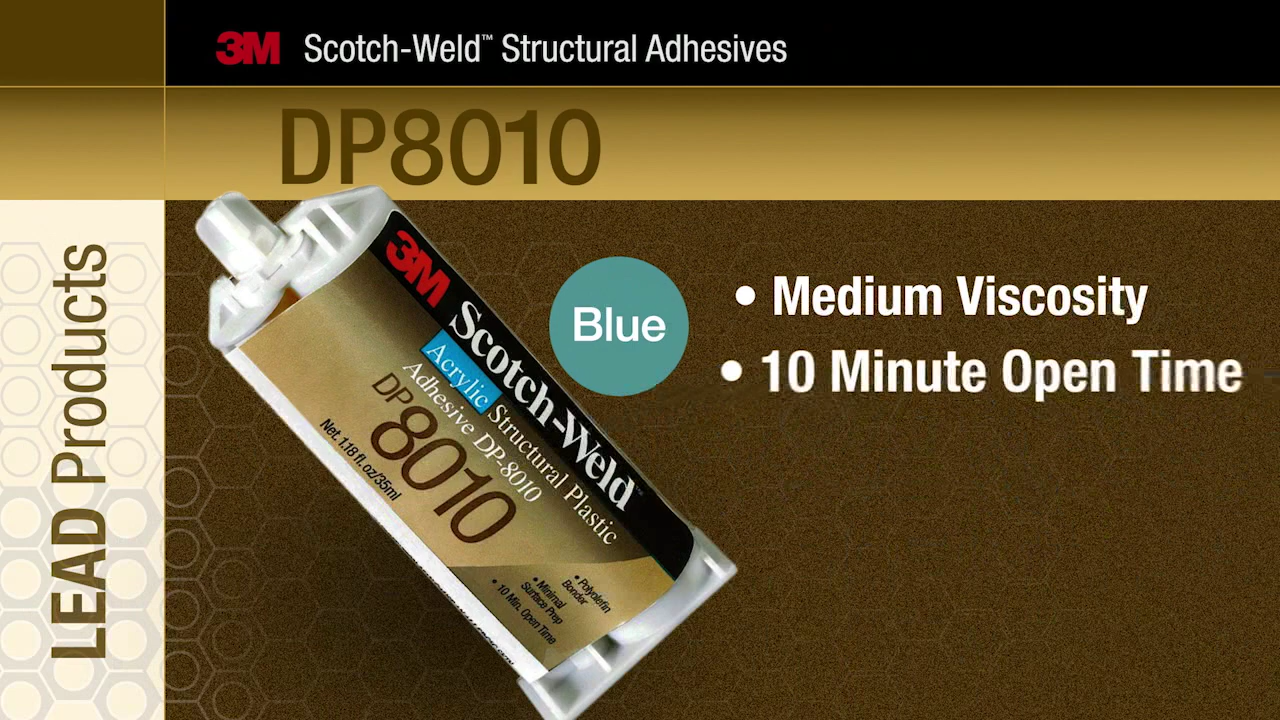 3M Scotch-Weld™ Structural Adhesives
DP8010
LEAD Products
Blue
• Medium Viscosity
• 10 Minute Open Time
3M Scotch-Weld™
Acrylic Structural Plastic
Adhesive DP-8010
DP
8010
Net. 1.18 fl. oz/35ml
• Polyolefin
Bonder
• Minimal
Surface Prep
• 10 Min. Open Time